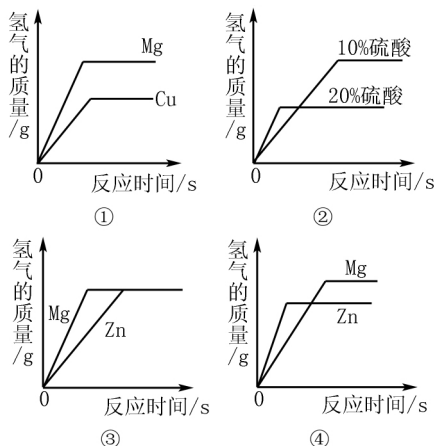 氢气的质量/g
Mg
Cu
0
反应时间/s
①
氢气的质量/g
10%硫酸
20%硫酸
0
反应时间/s
②
氢气的质量/g
Mg
Zn
0
反应时间/s
③
氢气的质量/g
Mg
Zn
0
反应时间/s
④